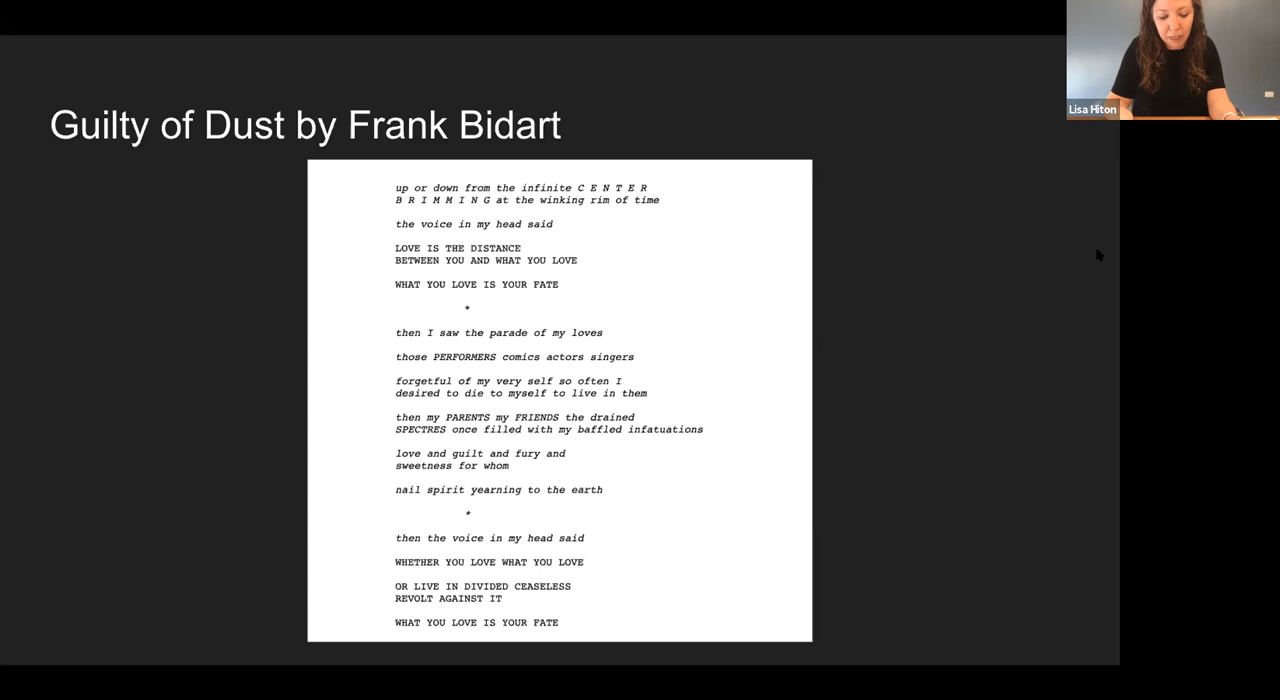 Guilty of Dust by Frank Bidart
Lisa Hiton
up or down from the infinite C E N T E R
B R I M M I N G at the winking rim of time
the voice in my head said
LOVE IS THE DISTANCE
BETWEEN YOU AND WHAT YOU LOVE
WHAT YOU LOVE IS YOUR FATE
*
then I saw the parade of my loves
those PERFORMERS comics actors singers
forgetful of my very self so often I
desired to die to myself to live in them
then my PARENTS my FRIENDS the drained
SPECTRES once filled with my baffled infatuations
love and guilt and fury and
sweetness for whom
nail spirit yearning to the earth
*
then the voice in my head said
WHETHER YOU LOVE WHAT YOU LOVE
OR LIVE IN DIVIDED CEASELESS
REVOLT AGAINST IT
WHAT YOU LOVE IS YOUR FATE